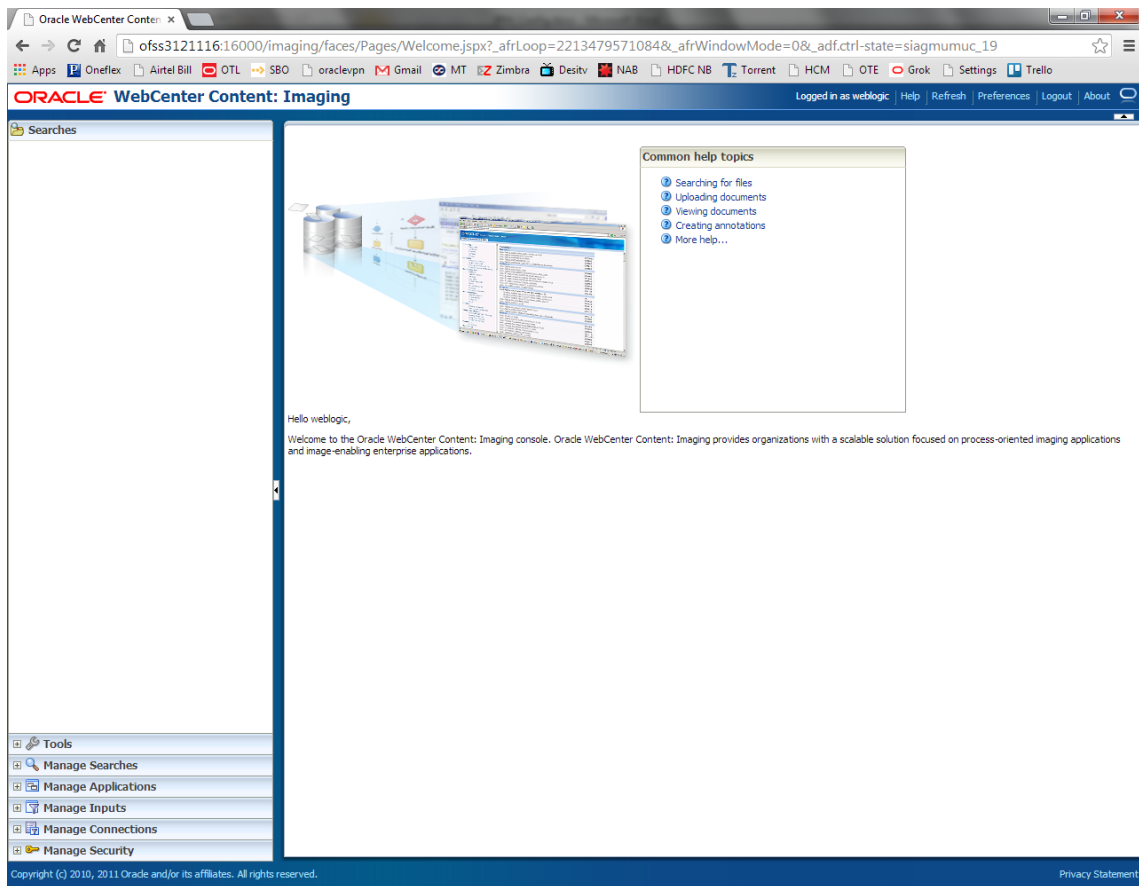 Oracle WebCenter Conten
ofss3121116:16000/imaging/faces/Pages/Welcome.jspx?_afrLoop=2213479571084&_afrWindowMode=0&_adf.ctrl-state=siagmumuc_19
Apps Oneflex Airtel Bill OTL SBO oraclevpn Gmail MT Zimbra Desitv NAB HDFC NB Torrent HCM OTE Grok Settings Trello
ORACLE WebCenter Content: Imaging
Logged in as weblogic Help Refresh Preferences Logout About
Searches
Common help topics
Searching for files
Uploading documents
Viewing documents
Creating annotations
More help...
Hello weblogic,
Welcome to the Oracle WebCenter Content: Imaging console. Oracle WebCenter Content: Imaging provides organizations with a scalable solution focused on process-oriented imaging applications
and image-enabling enterprise applications.
Tools
Manage Searches
Manage Applications
Manage Inputs
Manage Connections
Manage Security
Copyright (c) 2010, 2011 Oracle and/or its affiliates. All rights reserved.
Privacy Statement